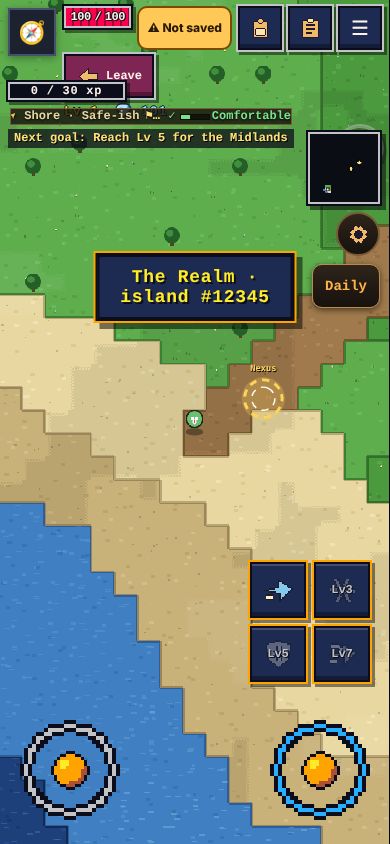 100 / 100
⚠ Not saved
Leave
0 / 30 xp
Shore · Safe-ish
✓
Comfortable
Next goal: Reach Lv 5 for the Midlands
The Realm ·
island #12345
Daily
Nexus
Lv3
Lv5
Lv7